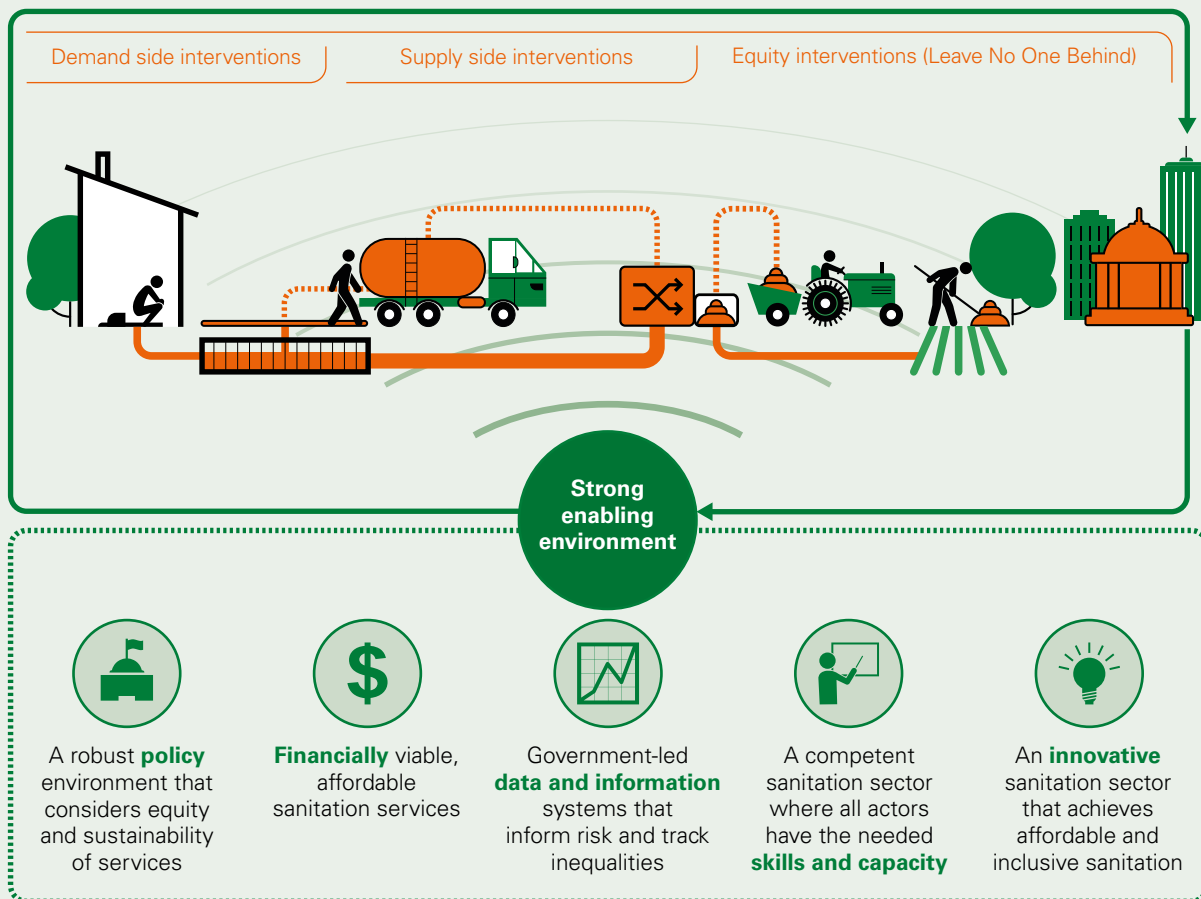 Demand side interventions
Supply side interventions
Equity interventions (Leave No One Behind)
Strong
enabling
environment
$
A robust policy
environment that
considers equity
and sustainability
of services
Financially viable,
affordable
sanitation services
Government-led
data and information
systems that
inform risk and track
inequalities
A competent
sanitation sector
where all actors
have the needed
skills and capacity
An innovative
sanitation sector
that achieves
affordable and
inclusive sanitation